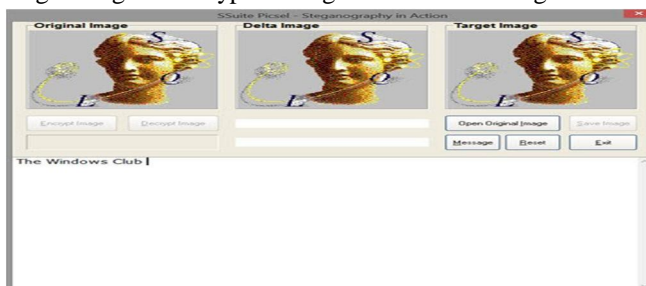 SSuite Picsel - Steganography in Action
Original Image
Delta Image
Target Image
S
Q
E
S
Q
E
S
Q
E
Encrypt Image
Decrypt Image
Open Original Image
Save Image
Message
Reset
Exit
The Windows Club